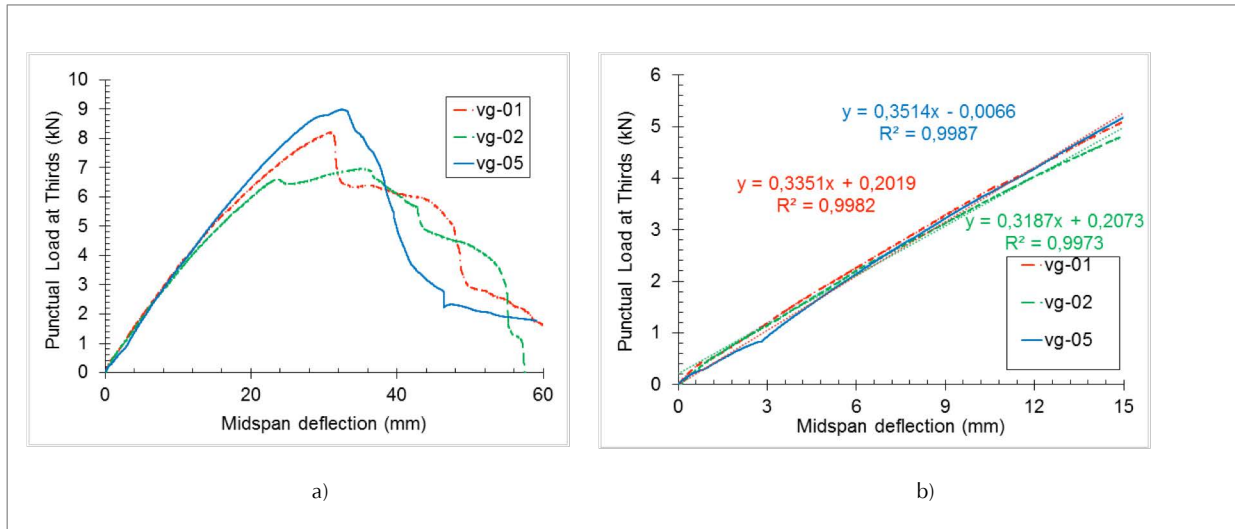 10
9
8
7
6
5
4
3
2
1
0
Punctual Load at Thirds (kN)
vg-01
vg-02
vg-05
0 20 40 60
Midspan deflection (mm)
a)
6
5
4
3
2
1
0
Punctual Load at Thirds (kN)
y = 0,3514x - 0,0066
R² = 0,9987
y = 0,3351x + 0,2019
R² = 0,9982
y = 0,3187x + 0,2073
R² = 0,9973
vg-01
vg-02
vg-05
0 3 6 9 12 15
Midspan deflection (mm)
b)